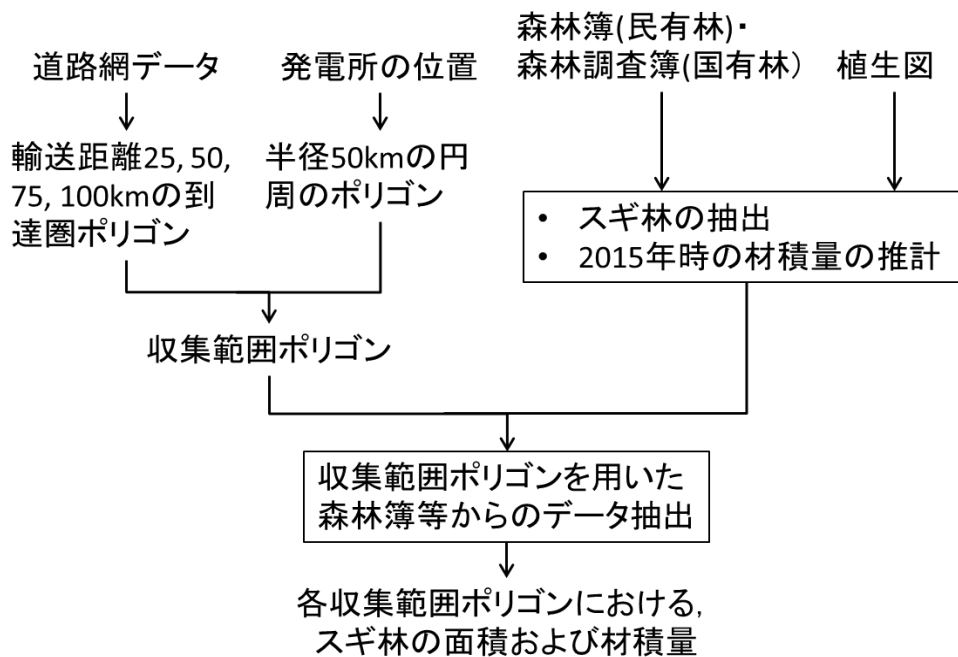 道路網データ
発電所の位置
森林簿(民有林)・
森林調査簿(国有林)
植生図
輸送距離25, 50,
75, 100kmの到
達圏ポリゴン
半径50kmの円
周のポリゴン
• スギ林の抽出
• 2015年時の材積量の推計
収集範囲ポリゴン
収集範囲ポリゴンを用いた
森林簿等からのデータ抽出
各収集範囲ポリゴンにおける,
スギ林の面積および材積量